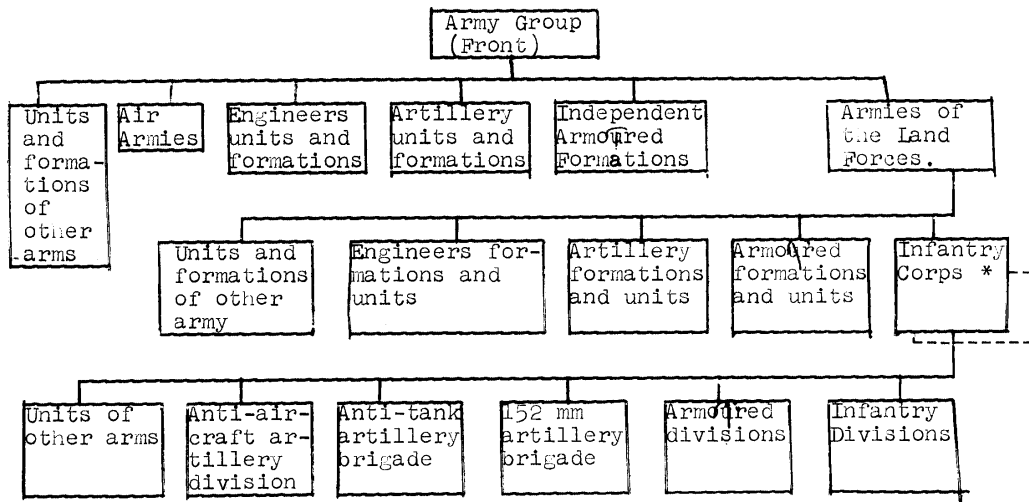 Army Group
(Front)
Units
and
forma-
tions
of
other
arms
Air
Armies
Engineers
units and
formations
Artillery
units and
formations
Independent
Armoured
Formations
Armies of
the Land
Forces.
Units and
formations
of other
army
Engineers for-
mations and
units
Artillery
formations
and units
Armoured
formations
and units
Infantry
Corps *
Units of
other arms
Anti-air-
craft ar-
tillery
division
Anti-tank
artillery
brigade
152 mm
artillery
brigade
Armoured
divisions
Infantry
Divisions